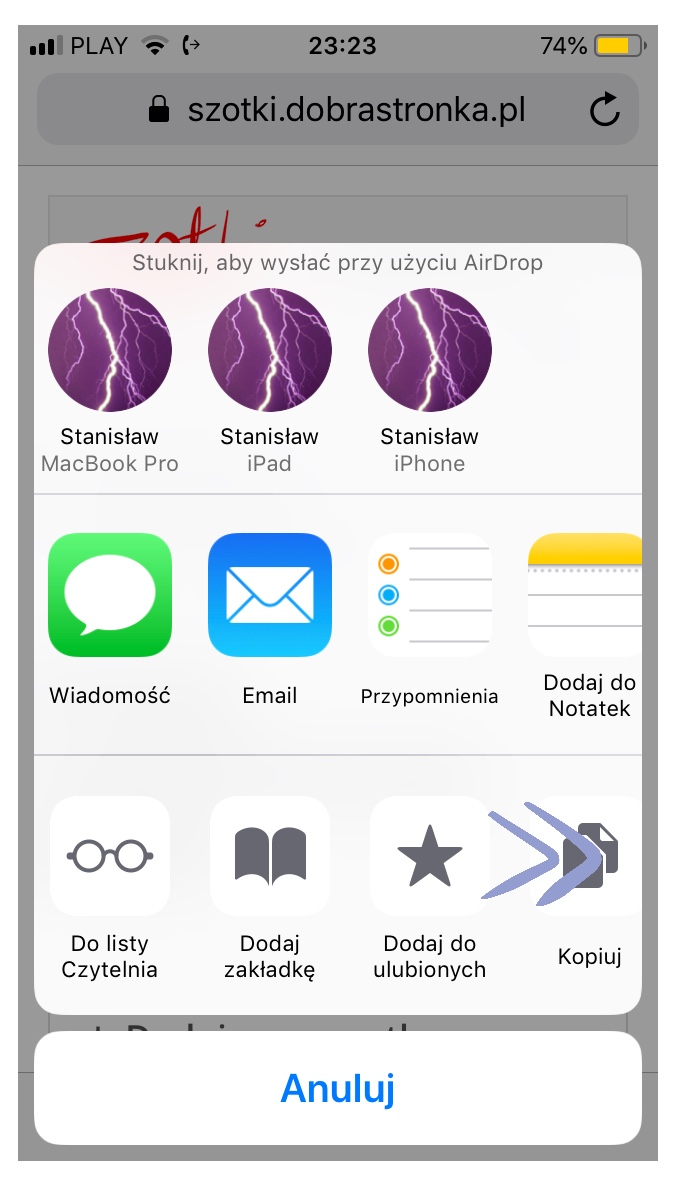 PLAY 23:23 74%
szotki.dobrastronka.pl
szotki
Stuknij, aby wysłać przy użyciu AirDrop
Stanisław Stanisław Stanisław
MacBook Pro iPad iPhone
Wiadomość Email Przypomnienia Dodaj do
Notatek
Do listy Dodaj Dodaj do Kopiuj
Czytelnia zakładkę ulubionych
Anuluj